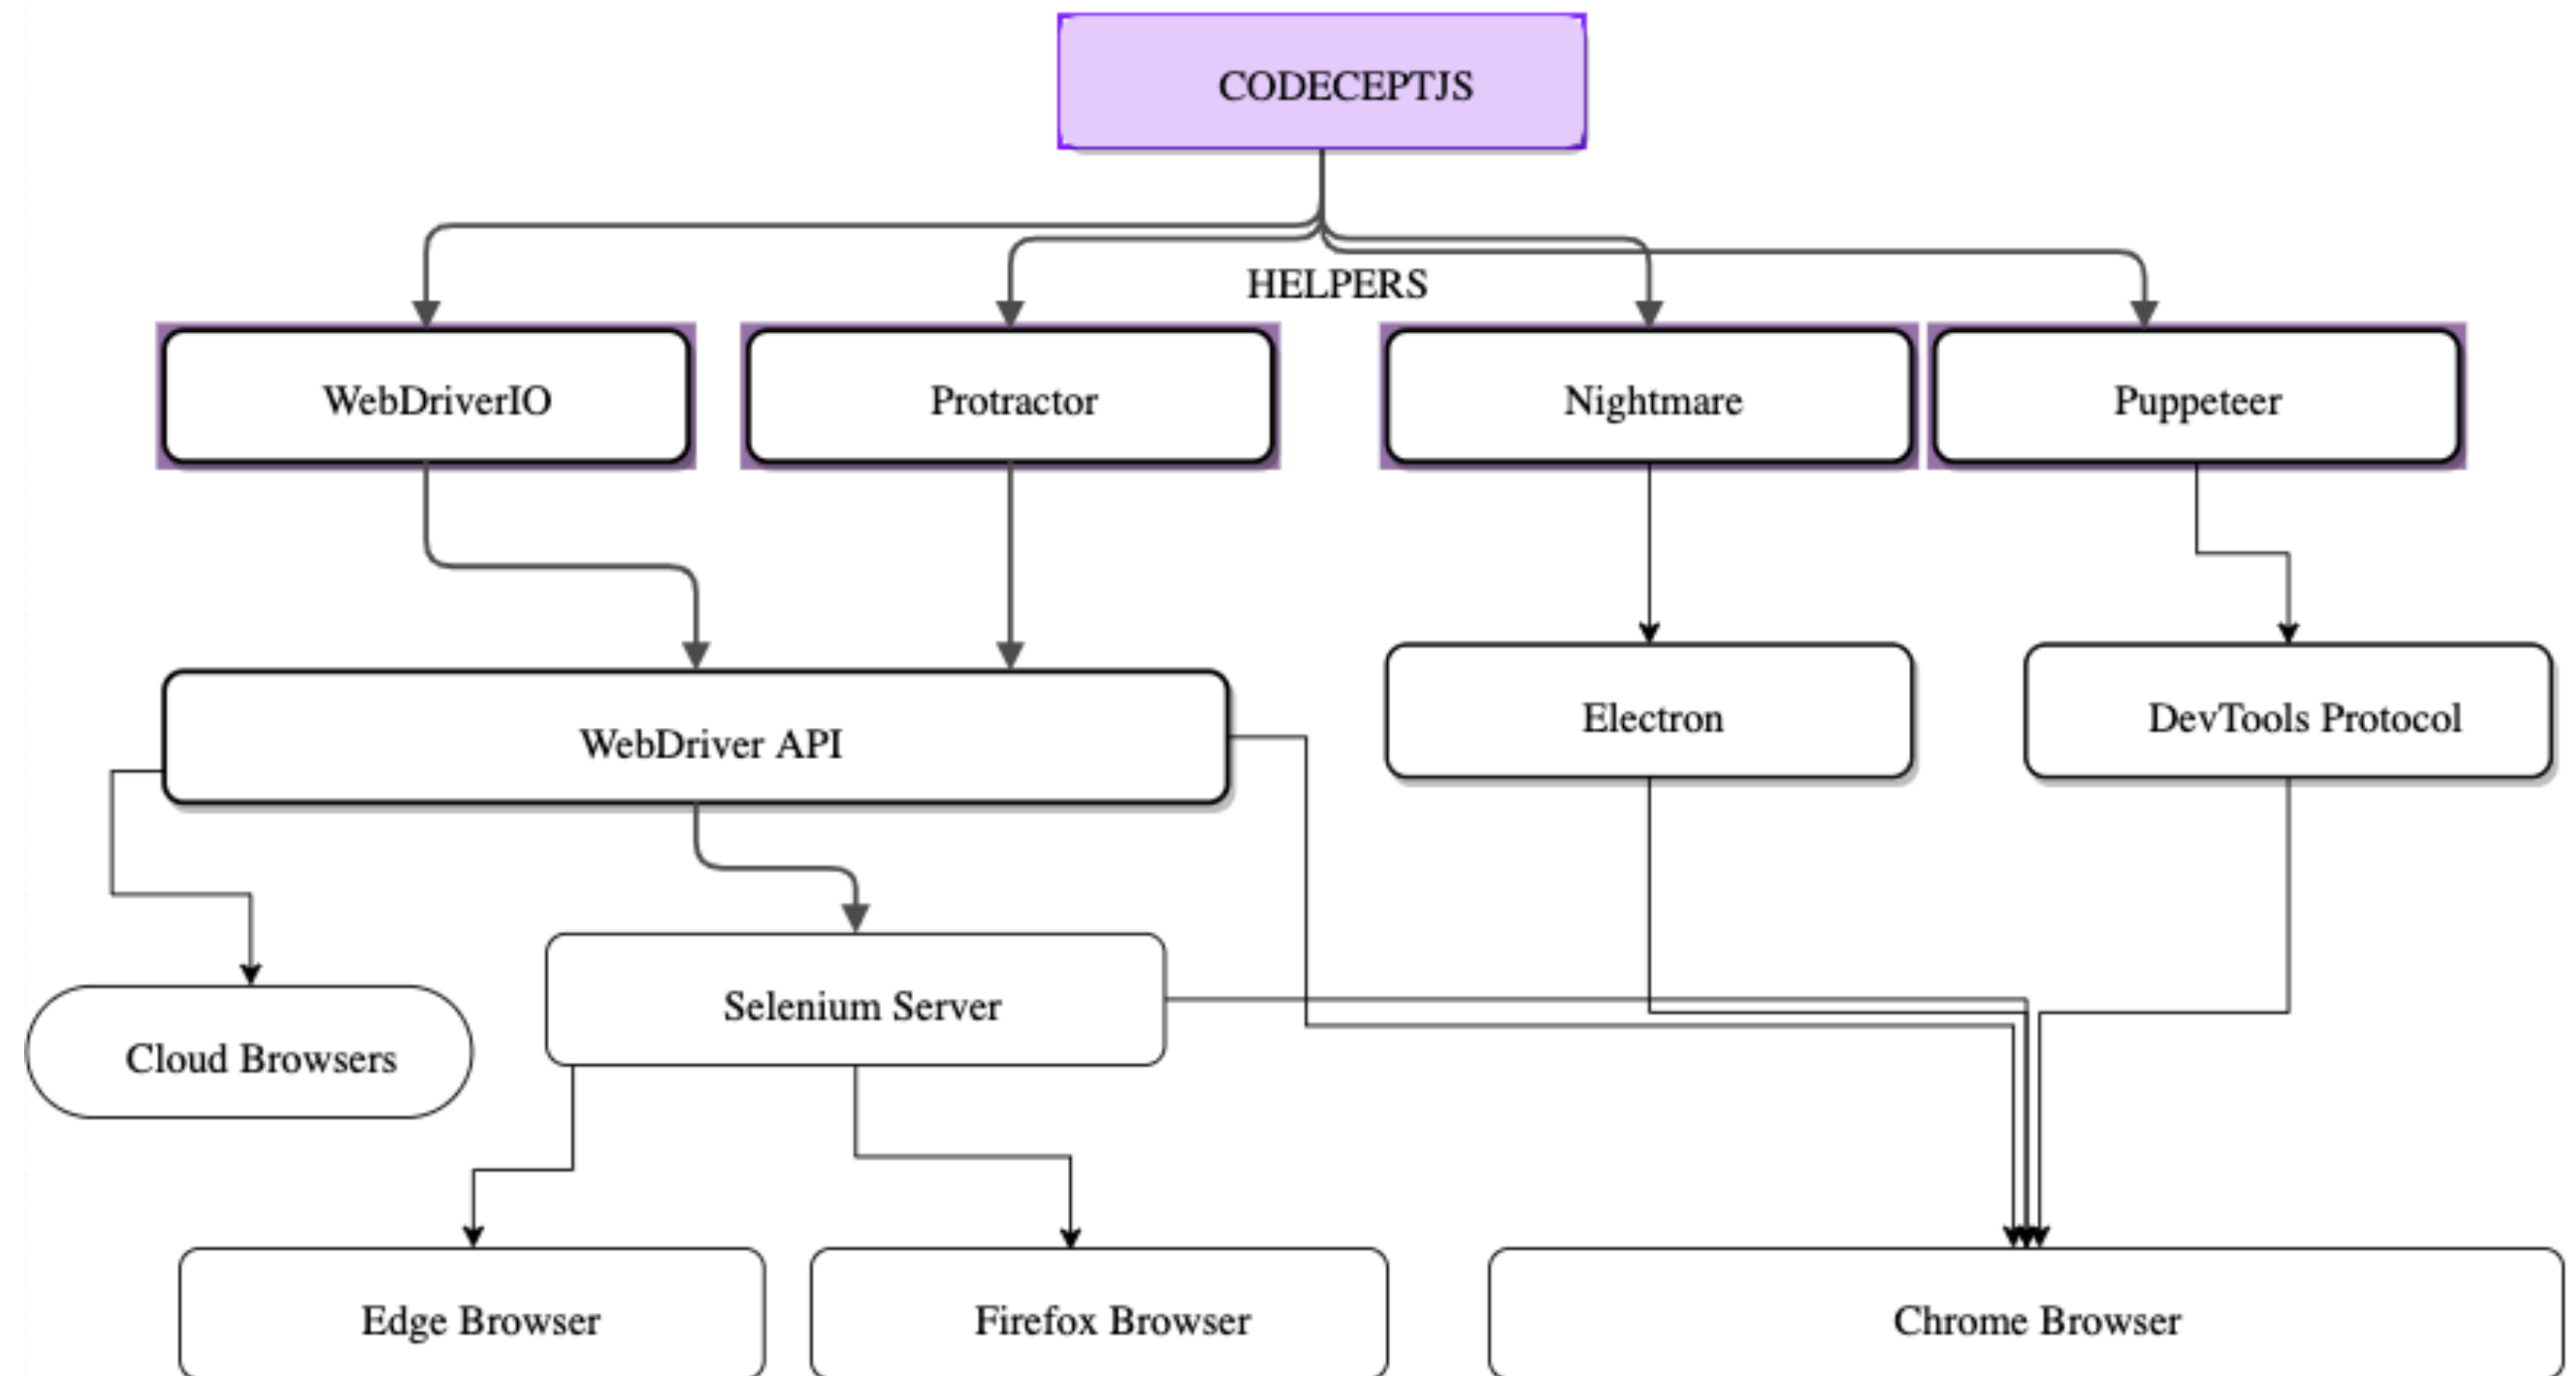 CODECEPTJS
HELPERS
WebDriverIO
Protractor
Nightmare
Puppeteer
WebDriver API
Electron
DevTools Protocol
Cloud Browsers
Selenium Server
Edge Browser
Firefox Browser
Chrome Browser